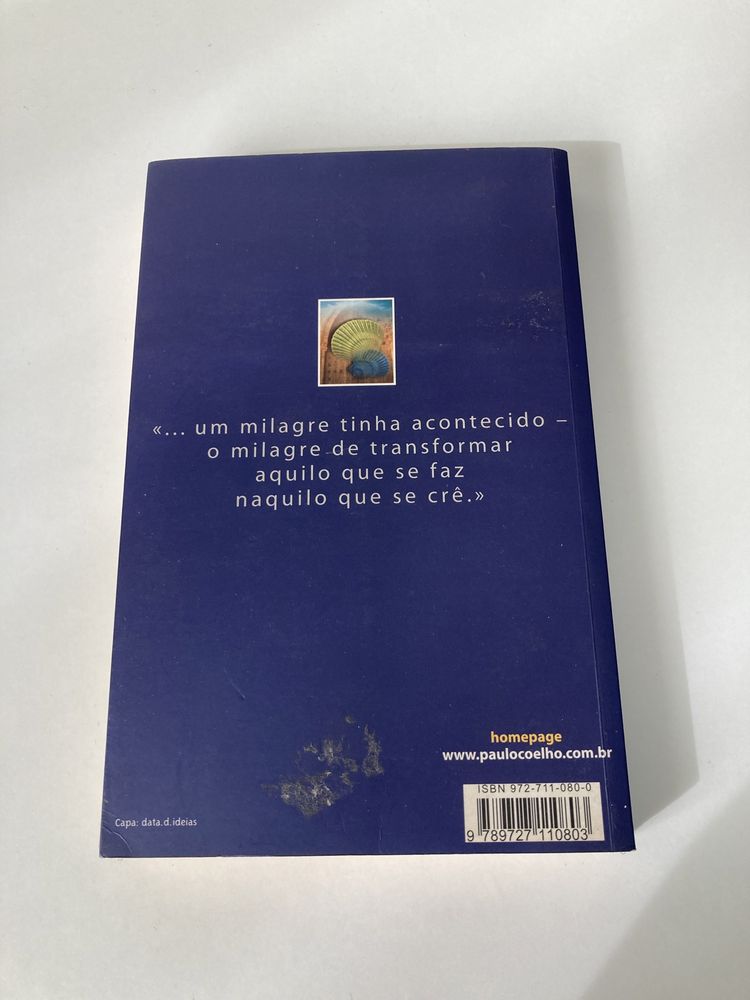 «... um milagre tinha acontecido –
o milagre de transformar
aquilo que se faz
naquilo que se crê.»
homepage
www.paulocoelho.com.br
ISBN 972-711-080-0
9 789727 110803
Capa: data.d.ideias